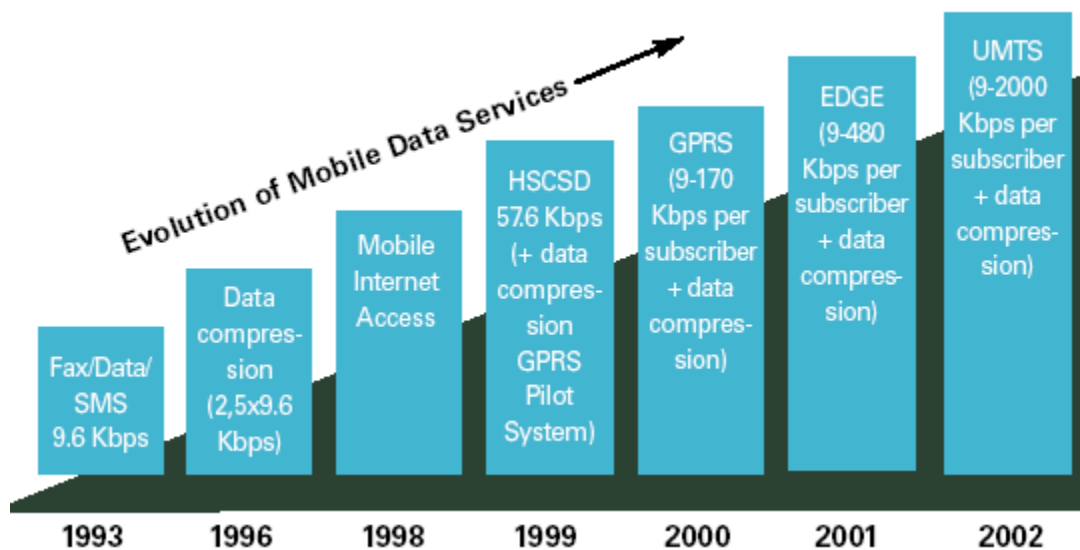 Evolution of Mobile Data Services
Fax/Data/
SMS
9.6 Kbps
Data
compres-
sion
(2,5x9.6
Kbps)
Mobile
Internet
Access
HSCSD
57.6 Kbps
(+ data
compres-
sion
GPRS
Pilot
System)
GPRS
(9-170
Kbps per
subscriber
+ data
compres-
sion)
EDGE
(9-480
Kbps per
subscriber
+ data
compres-
sion)
UMTS
(9-2000
Kbps per
subscriber
+ data
compres-
sion)
1993 1996 1998 1999 2000 2001 2002